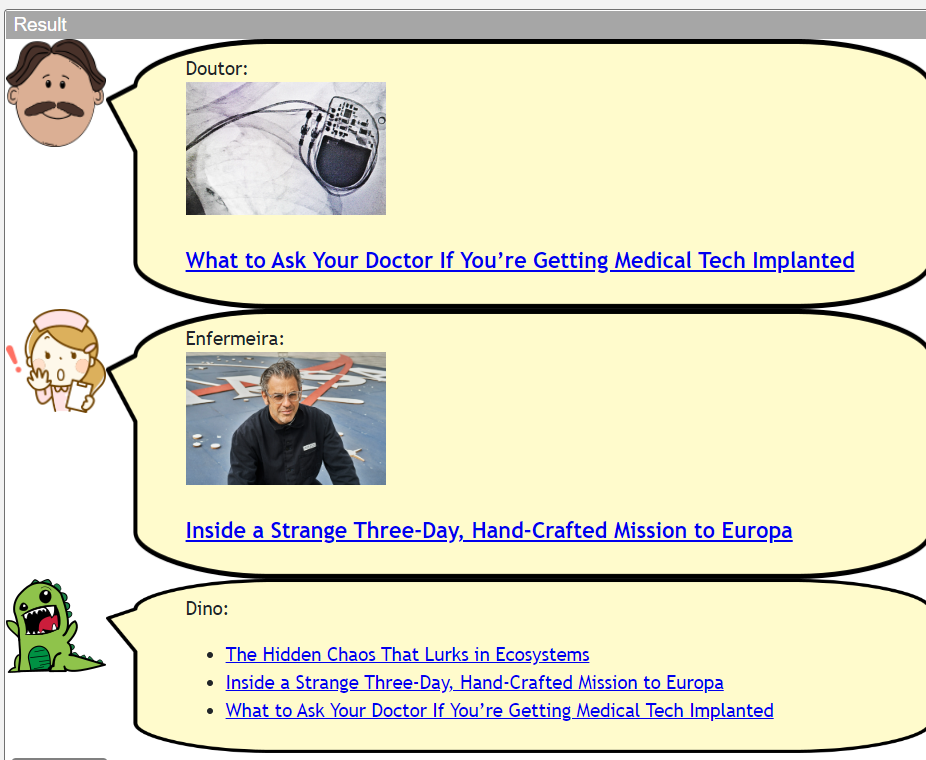 Result
Doutor:
What to Ask Your Doctor If You’re Getting Medical Tech Implanted
Enfermeira:
Inside a Strange Three-Day, Hand-Crafted Mission to Europa
Dino:
The Hidden Chaos That Lurks in Ecosystems
Inside a Strange Three-Day, Hand-Crafted Mission to Europa
What to Ask Your Doctor If You’re Getting Medical Tech Implanted